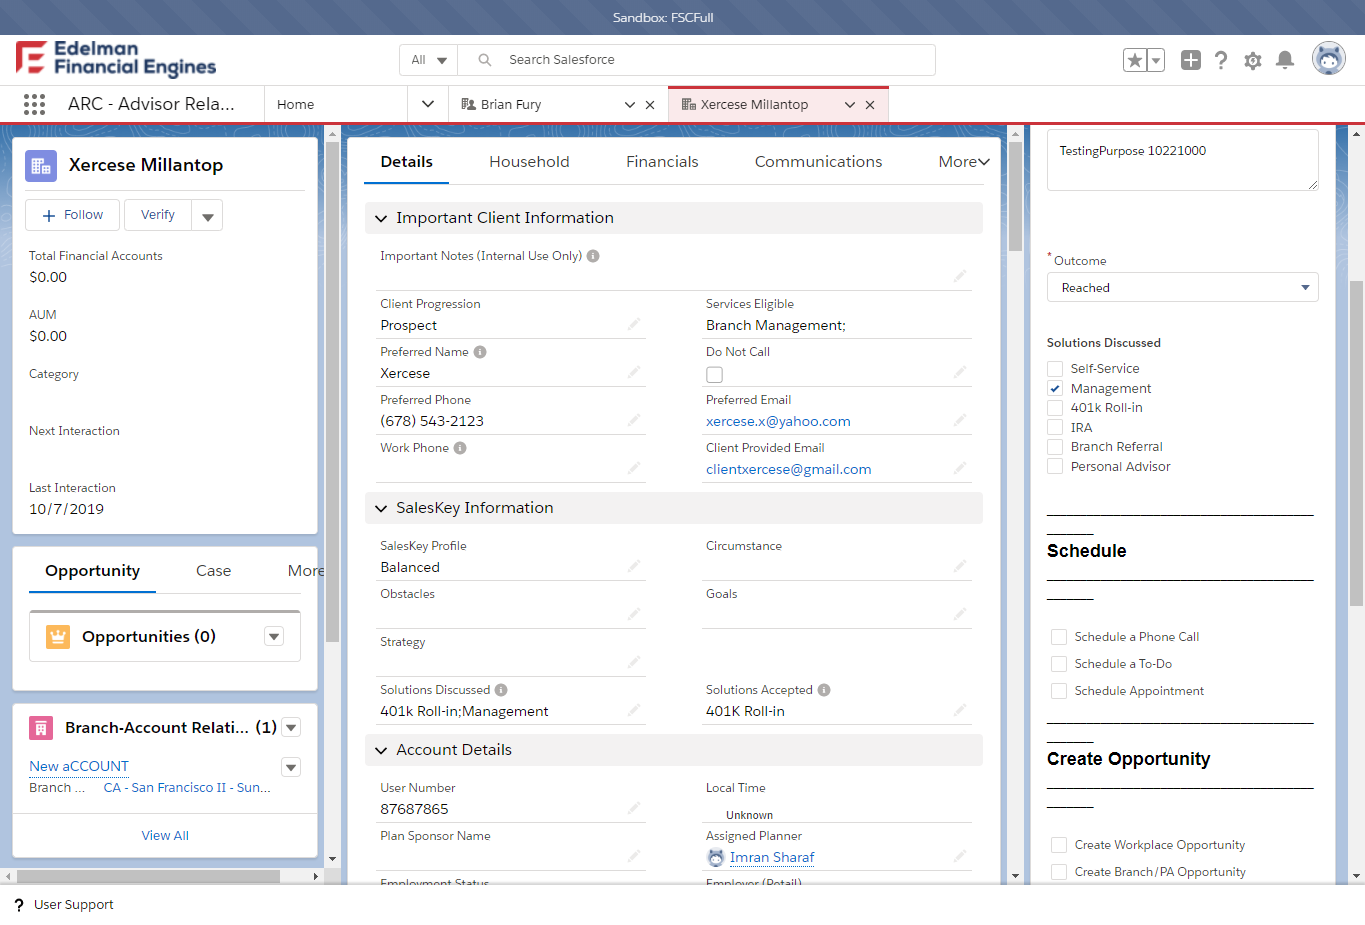 Sandbox: FSCFull
Edelman
Financial Engines
All
Search Salesforce
ARC - Advisor Rela...
Home
Brian Fury
Xercese Millantop
Xercese Millantop
Follow
Verify
Total Financial Accounts
$0.00
AUM
$0.00
Category
Next Interaction
Last Interaction
10/7/2019
Opportunity
Case
More
Opportunities (0)
Branch-Account Relati... (1)
New aCCOUNT
Branch ... CA - San Francisco II - Sun...
View All
Details
Household
Financials
Communications
More
Important Client Information
Important Notes (Internal Use Only)
Client Progression
Prospect
Services Eligible
Branch Management;
Preferred Name
Xercese
Do Not Call
Preferred Phone
(678) 543-2123
Preferred Email
xercese.x@yahoo.com
Work Phone
Client Provided Email
clientxercese@gmail.com
SalesKey Information
SalesKey Profile
Balanced
Circumstance
Obstacles
Goals
Strategy
Solutions Discussed
401k Roll-in;Management
Solutions Accepted
401K Roll-in
Account Details
User Number
87687865
Local Time
Unknown
Plan Sponsor Name
Assigned Planner
Imran Sharaf
Employment Status
Employer (Retail)
TestingPurpose 10221000
*Outcome
Reached
Solutions Discussed
Self-Service
Management
401k Roll-in
IRA
Branch Referral
Personal Advisor
Schedule
Schedule a Phone Call
Schedule a To-Do
Schedule Appointment
Create Opportunity
Create Workplace Opportunity
Create Branch/PA Opportunity
? User Support